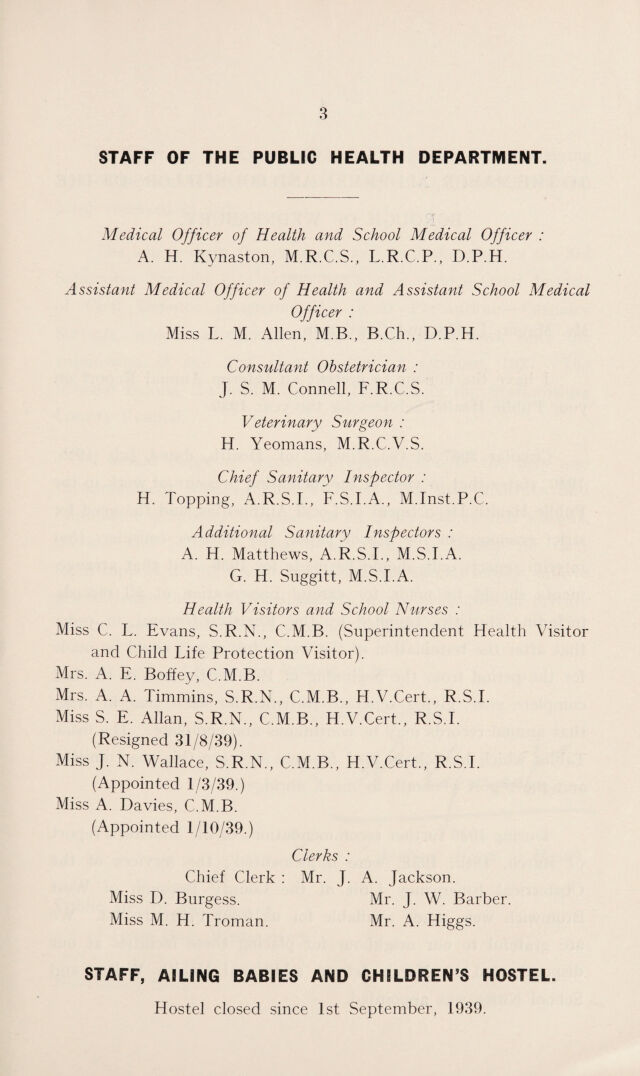 3
STAFF OF THE PUBLIC HEALTH DEPARTMENT.
Medical Officer of Health and School Medical Officer :
A. H. Kynaston, M.R.C.S., L.R.C.P., D.P.H.
Assistant Medical Officer of Health and Assistant School Medical
Officer :
Miss L. M. Allen, M.B., B.Ch., D.P.H.
Consultant Obstetrician :
J. S. M. Connell, F.R.C.S.
Veterinary Surgeon :
H. Yeomans, M.R.C.V.S.
Chief Sanitary Inspector :
H. Topping, A.R.S.I., F.S.I.A., M.Inst.P.C.
Additional Sanitary Inspectors :
A. H. Matthews, A.R.S.I., M.S.I.A.
G. H. Suggitt, M.S.I.A.
Health Visitors and School Nurses :
Miss C. L. Evans, S.R.N., C.M.B. (Superintendent Health Visitor
and Child Life Protection Visitor).
Mrs. A. E. Boffey, C.M.B.
Mrs. A. A. Timmins, S.R.N., C.M.B., H.V.Cert., R.S.I.
Miss S. E. Allan, S.R.N., C.M.B., H.V.Cert., R.S.I.
(Resigned 31/8/39).
Miss J. N. Wallace, S.R.N., C.M.B., H.V.Cert., R.S.I.
(Appointed 1/3/39.)
Miss A. Davies, C.M.B.
(Appointed 1/10/39.)
Clerks :
Chief Clerk : Mr. J. A. Jackson.
Miss D. Burgess. Mr. J. W. Barber.
Miss M. H. Troman. Mr. A. Higgs.
STAFF, AILING BABIES AND CHILDREN'S HOSTEL.
Hostel closed since 1st September, 1939.